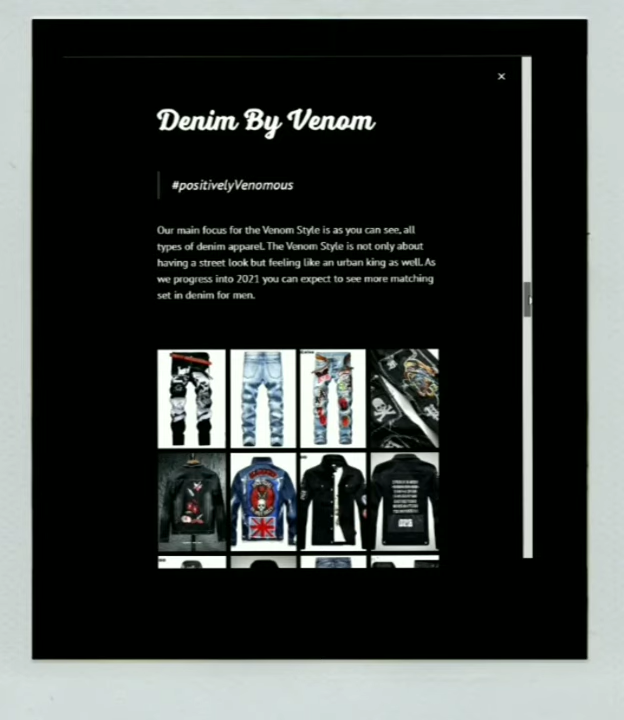 Denim By Venom
#positivelyVenomous
Our main focus for the Venom Style is as you can see, all
types of denim apparel. The Venom Style is not only about
having a street look but feeling like an urban king as well. As
we progress into 2021 you can expect to see more matching
set in denim for men.